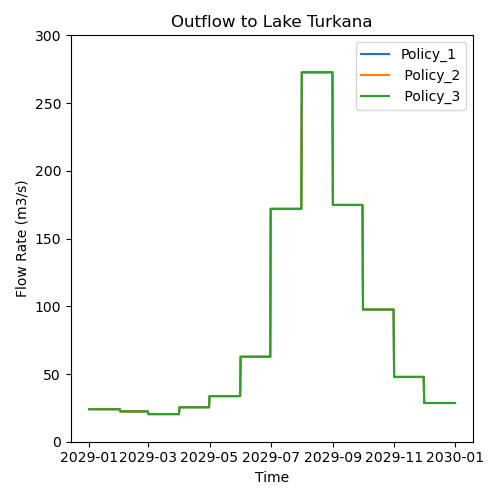 Outflow to Lake Turkana
Policy_1
Policy_2
Policy_3
Flow Rate (m3/s)
300
250
200
150
100
50
0
2029-01 2029-03 2029-05 2029-07 2029-09 2029-11 2030-01
Time